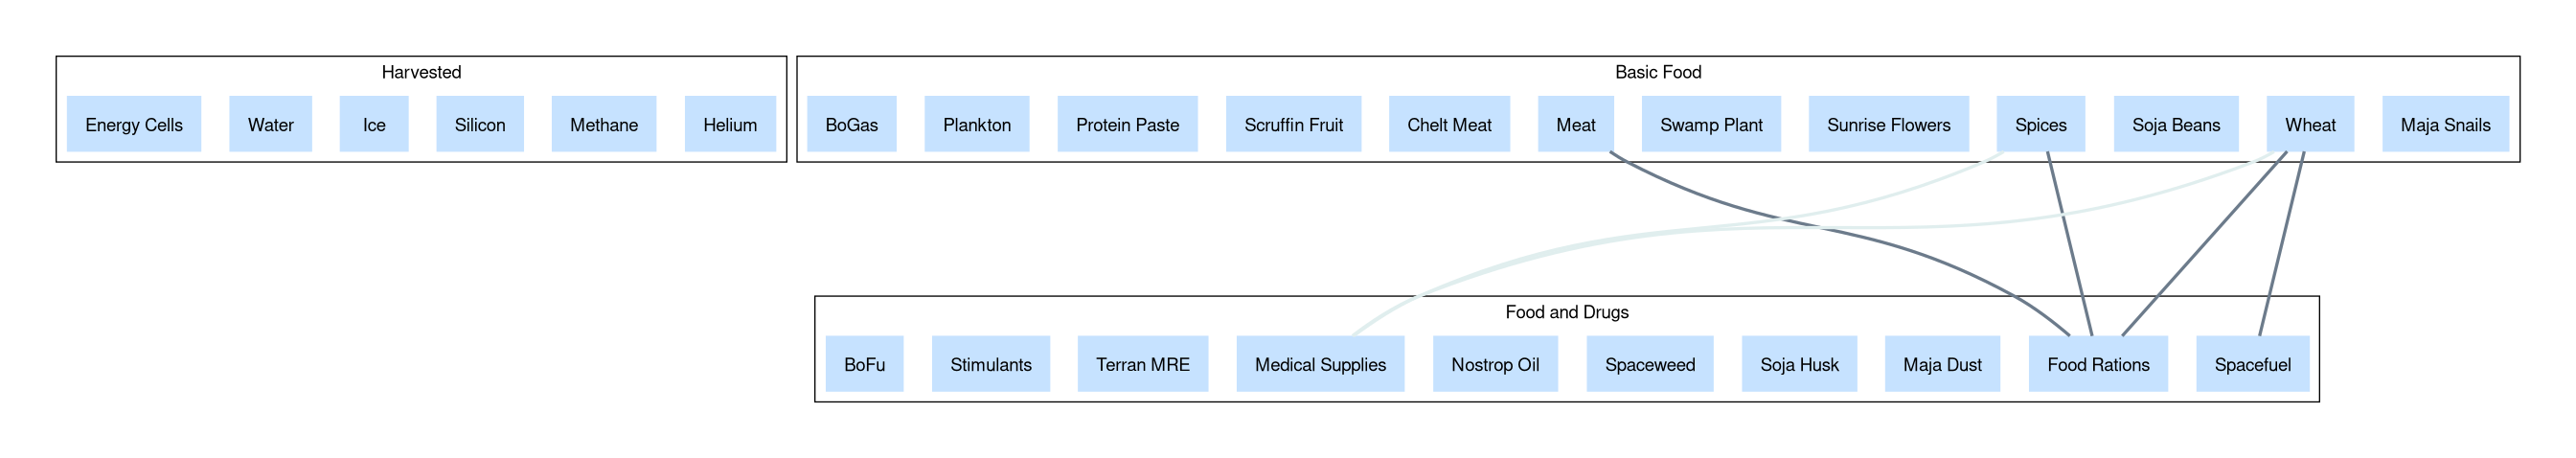 Harvested
Energy Cells
Water
Ice
Silicon
Methane
Helium
Basic Food
BoGas
Plankton
Protein Paste
Scruffin Fruit
Chelt Meat
Meat
Swamp Plant
Sunrise Flowers
Spices
Soja Beans
Wheat
Maja Snails
Food and Drugs
BoFu
Stimulants
Terran MRE
Medical Supplies
Nostrop Oil
Spaceweed
Soja Husk
Maja Dust
Food Rations
Spacefuel